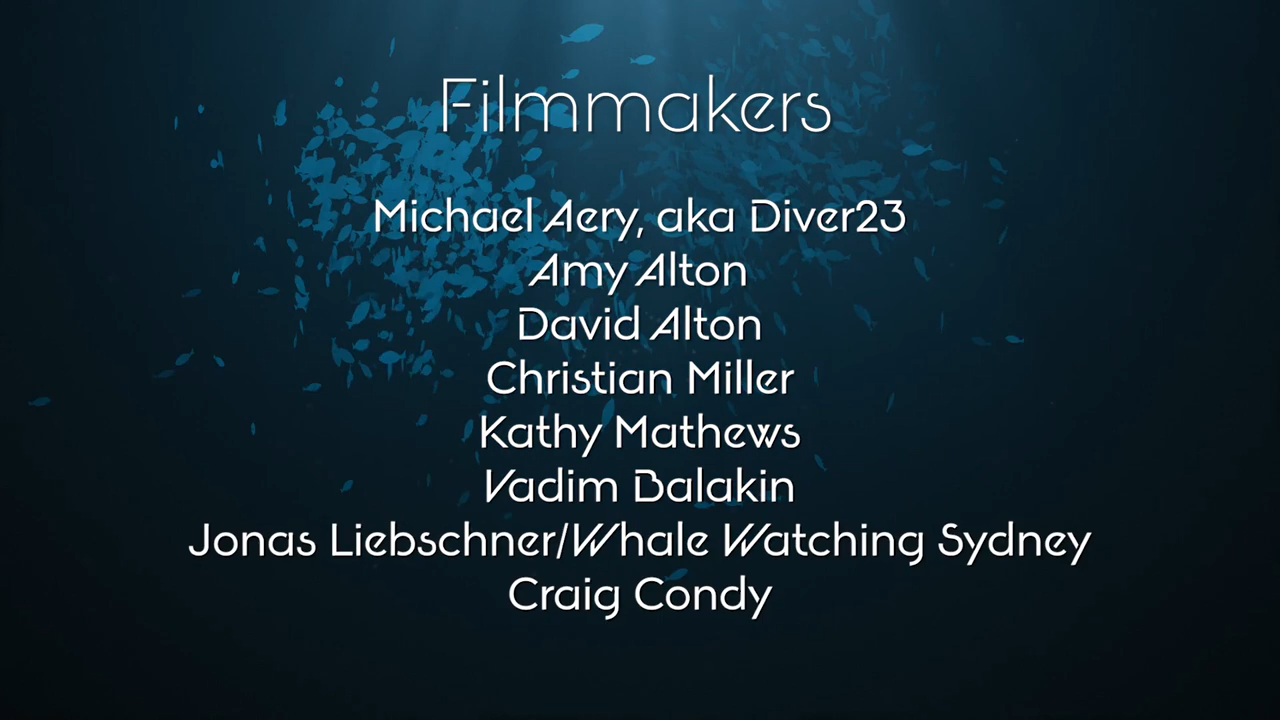 Filmmakers
Michael Aery, aka Diver23
Amy Alton
David Alton
Christian Miller
Kathy Mathews
Vadim Balakin
Jonas Liebschner/Whale Watching Sydney
Craig Condy